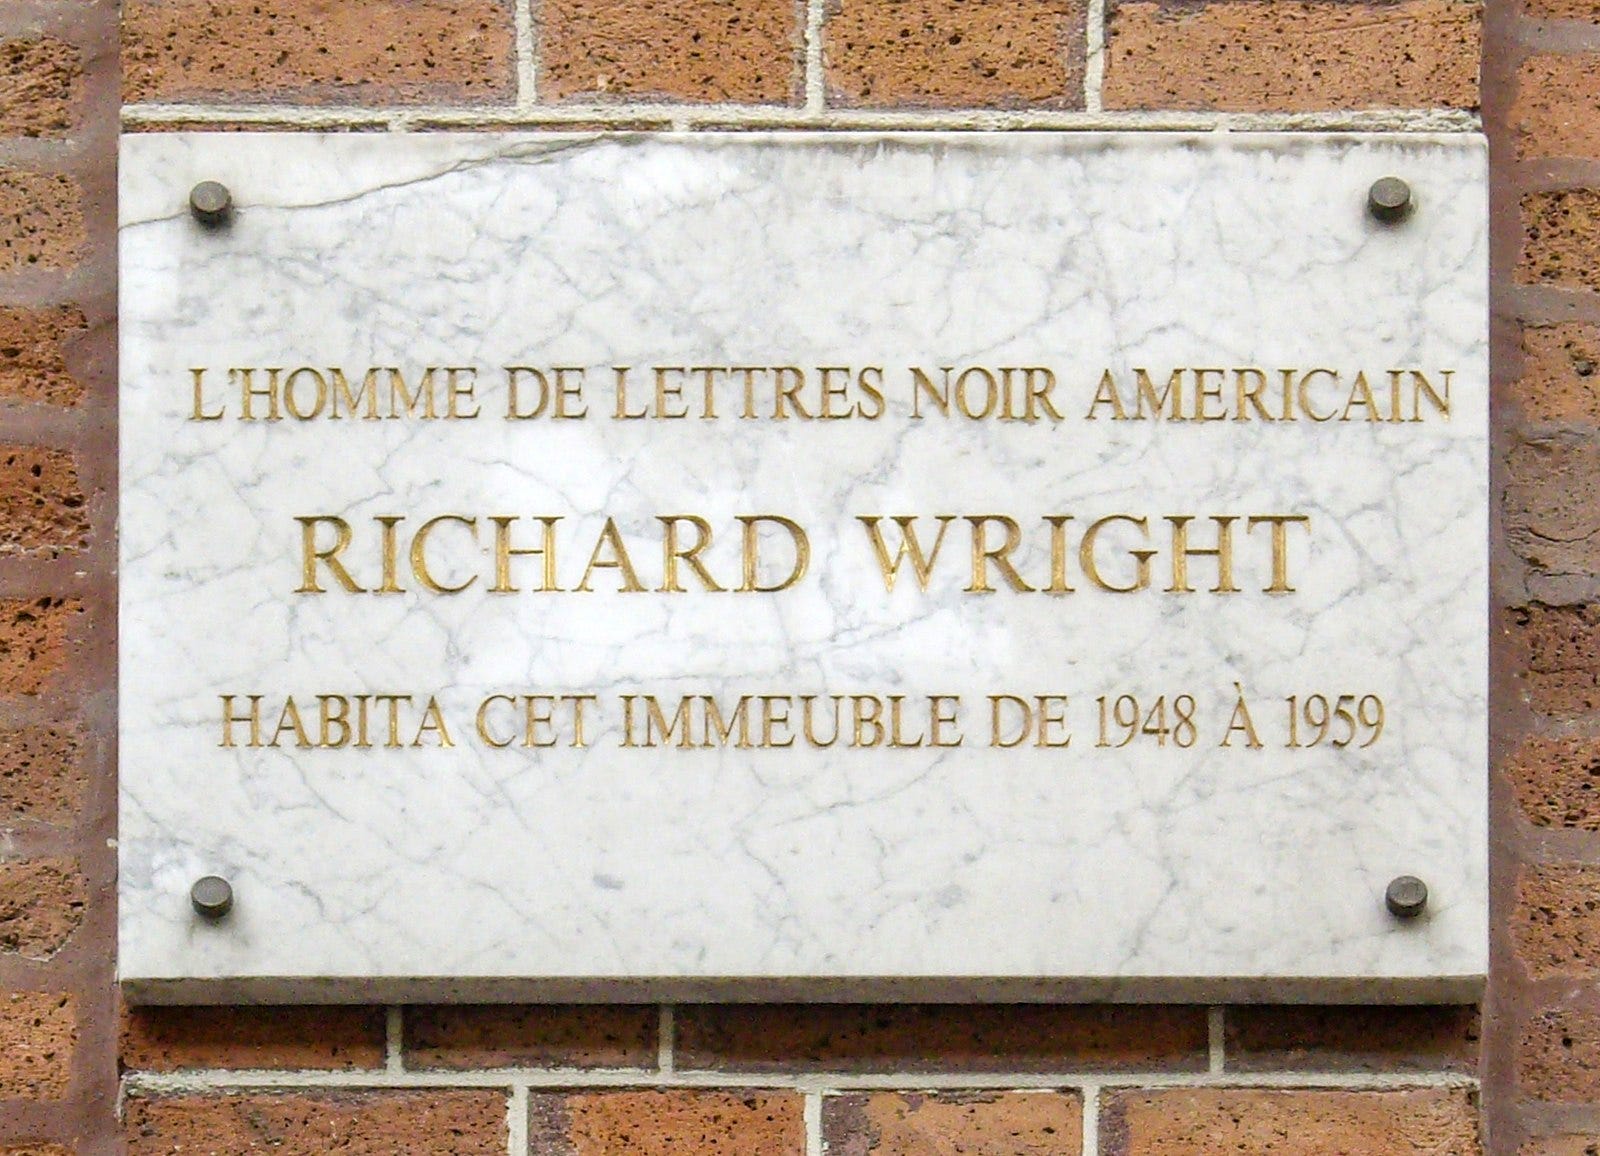 L'HOMME DE LETTRES NOIR AMERICAIN
RICHARD WRIGHT
HABITA CET IMMEUBLE DE 1948 À 1959